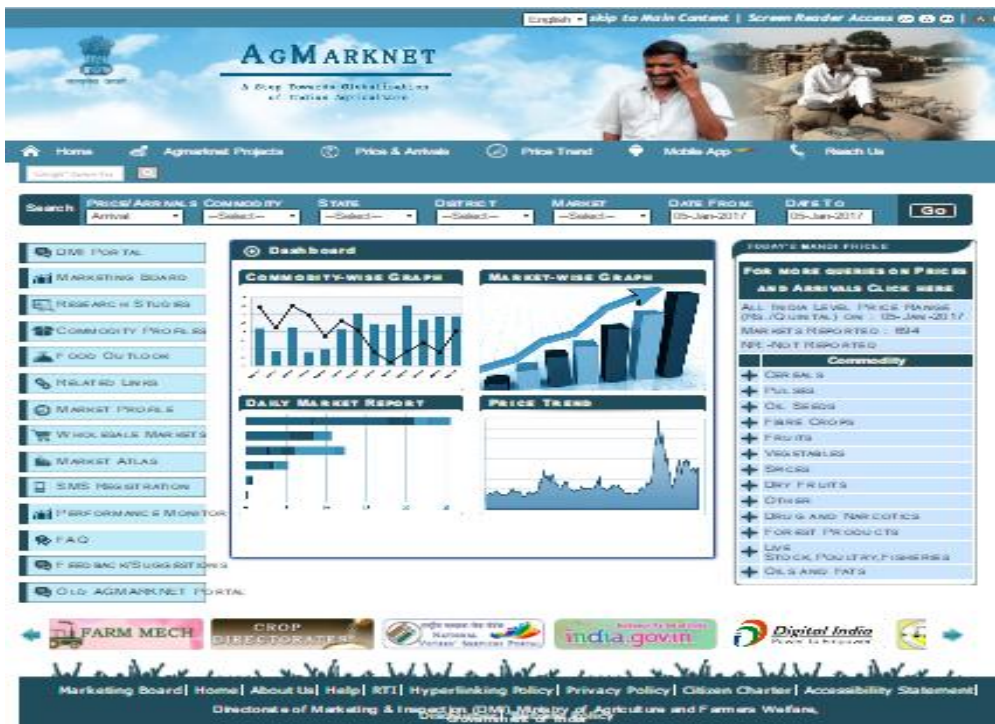 English Skip to Main Content | Screen Reader Access
AGMARKNET
A Step Towards Globalization
of Indian Agriculture
Home Agmarknet Projects Price & Arrivals Price Trend Mobile App Reach Us
Search PRICE/ARRIVALS COMMODITY STATE DISTRICT MARKET DATE FROM DATE TO
Arrival --Select-- --Select-- --Select-- --Select-- 05-Jan-2017 05-Jan-2017 Go
DMI PORTAL
MARKETING BOARD
RESEARCH STUDIES
COMMODITY PROFILES
FOOD OUTLOOK
RELATED LINKS
MARKET PROFILE
WHOLESALE MARKETS
MARKET ATLAS
SMS REGISTRATION
PERFORMANCE MONITOR
FAQ
FEEDBACK/SUGGESTIONS
OLD AGMARKNET PORTAL
Dashboard
COMMODITY-WISE GRAPH
MARKET-WISE GRAPH
DAILY MARKET REPORT
PRICE TREND
TODAY'S MANDI PRICES
FOR MORE QUERIES ON PRICES
AND ARRIVALS CLICK HERE
ALL INDIA LEVEL PRICE RANGE
(RS./QUINTAL) ON : 05-JAN-2017
MARKETS REPORTED : 694
NR -NOT REPORTED
Commodity
CEREALS
PULSES
OIL SEEDS
FIBRE CROPS
FRUITS
VEGETABLES
SPICES
DRY FRUITS
OTHER
DRUG AND NARCOTICS
FOREST PRODUCTS
LIVE
STOCK,POULTRY,FISHERIES
OILS AND FATS
FARM MECH
CROP
DIRECTORATES
NATIONAL
VOTERS' SERVICES PORTAL
india.gov.in
Digital India
Power To Empower
Marketing Board| Home| About Us| Help| RTI| Hyperlinking Policy| Privacy Policy| Citizen Charter| Accessibility Statement|
Directorate of Marketing & Inspection (DMI), Ministry of Agriculture and Farmers Welfare,
Government of India